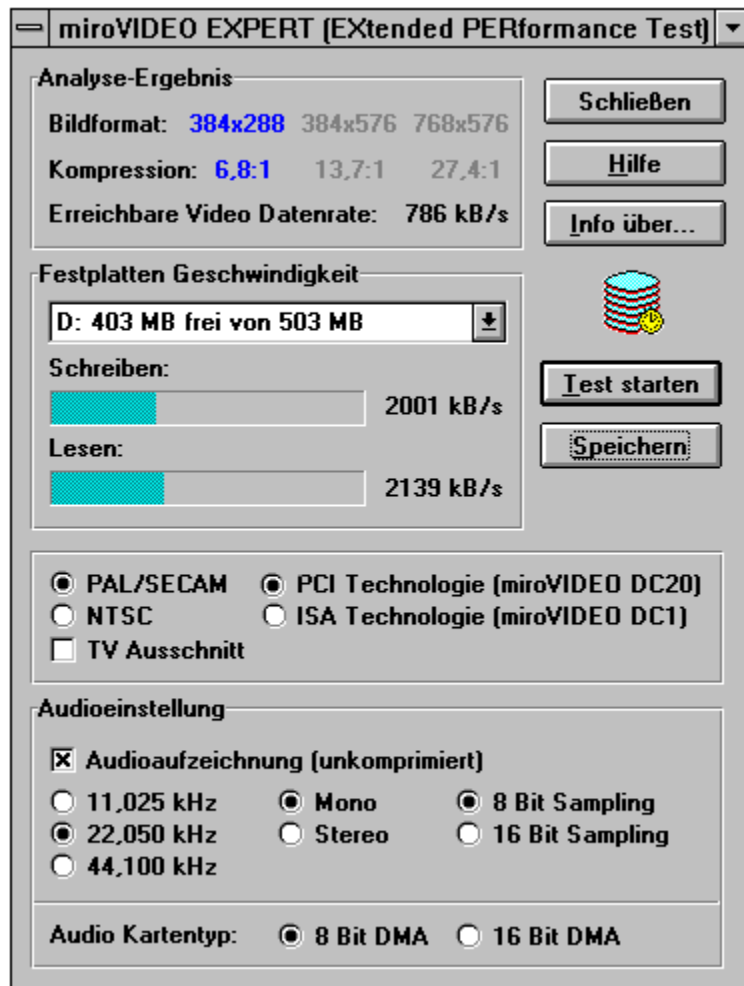 miroVIDEO EXPERT (EXtended PERformance Test)
Analyse-Ergebnis
Bildformat: 384x288 384x576 768x576
Kompression: 6,8:1 13,7:1 27,4:1
Erreichbare Video Datenrate: 786 kB/s
Schließen
Hilfe
Info über...
Festplatten Geschwindigkeit
D: 403 MB frei von 503 MB
Schreiben:
2001 kB/s
Lesen:
2139 kB/s
Test starten
Speichern
PAL/SECAM PCI Technologie (miroVIDEO DC20)
NTSC ISA Technologie (miroVIDEO DC1)
TV Ausschnitt
Audioeinstellung
Audioaufzeichnung (unkomprimiert)
11,025 kHz Mono 8 Bit Sampling
22,050 kHz Stereo 16 Bit Sampling
44,100 kHz
Audio Kartentyp: 8 Bit DMA 16 Bit DMA